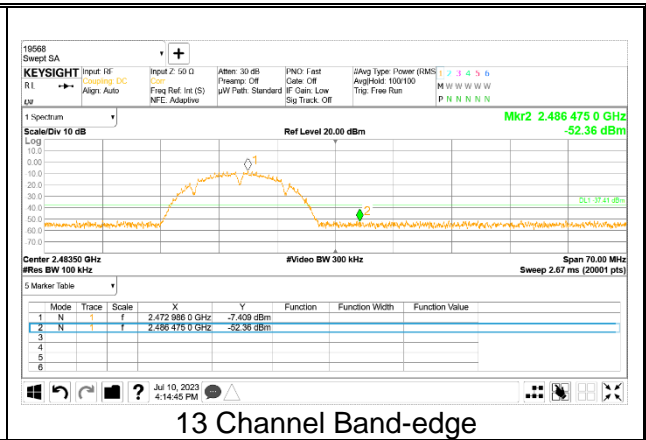 19568
Swept SA
KEYSIGHT Input: RF Input Z: 50 Ω Atten: 30 dB PNO: Fast #Avg Type: Power (RMS 1 2 3 4 5 6
RL Coupling: DC Corr Preamp: Off Gate: Off Avg|Hold: 100/100 M W W W W W
Align: Auto Freq Ref: Int (S) µW Path: Standard IF Gain: Low Trig: Free Run
NFE: Adaptive Sig Track: Off P N N N N N
1 Spectrum Mkr2 2.486 475 0 GHz
Scale/Div 10 dB Ref Level 20.00 dBm -52.36 dBm
Log
10.0
0.00
10.0
20.0
30.0
40.0
50.0
60.0
70.0
1
2
DL1 -37.41 dBm
Center 2.48350 GHz #Video BW 300 kHz Span 70.00 MHz
#Res BW 100 kHz Sweep 2.67 ms (20001 pts)
5 Marker Table
Mode Trace Scale X Y Function Function Width Function Value
1 N 1 f 2.472 986 0 GHz -7.409 dBm
2 N 1 f 2.486 475 0 GHz -52.36 dBm
3
4
5
6
? Jul 10, 2023
4:14:45 PM
13 Channel Band-edge